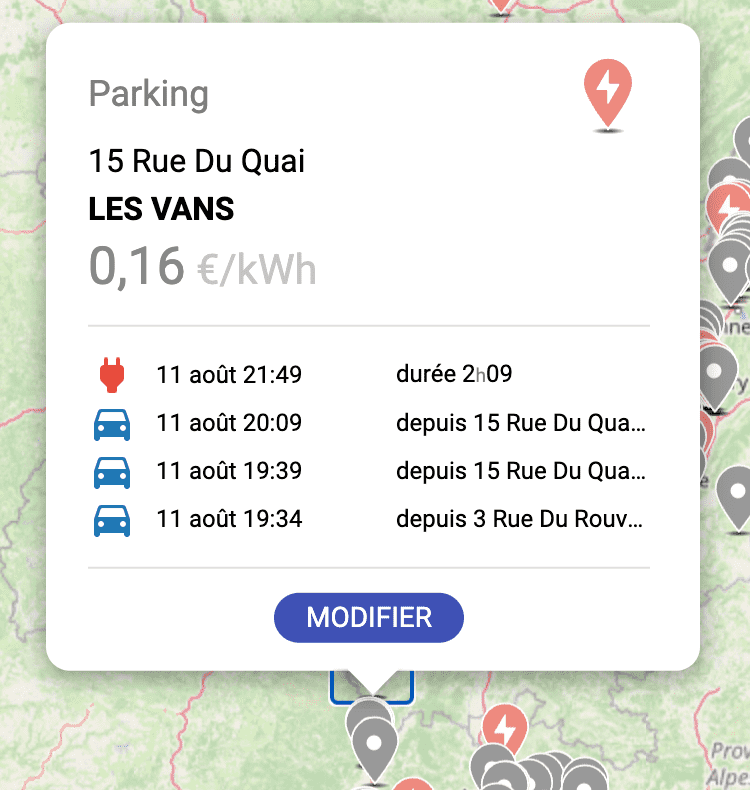 Parking
15 Rue Du Quai
LES VANS
0,16 €/kWh
11 août 21:49 durée 2h09
11 août 20:09 depuis 15 Rue Du Qua...
11 août 19:39 depuis 15 Rue Du Qua...
11 août 19:34 depuis 3 Rue Du Rouv...
MODIFIER
Prov
Alpe